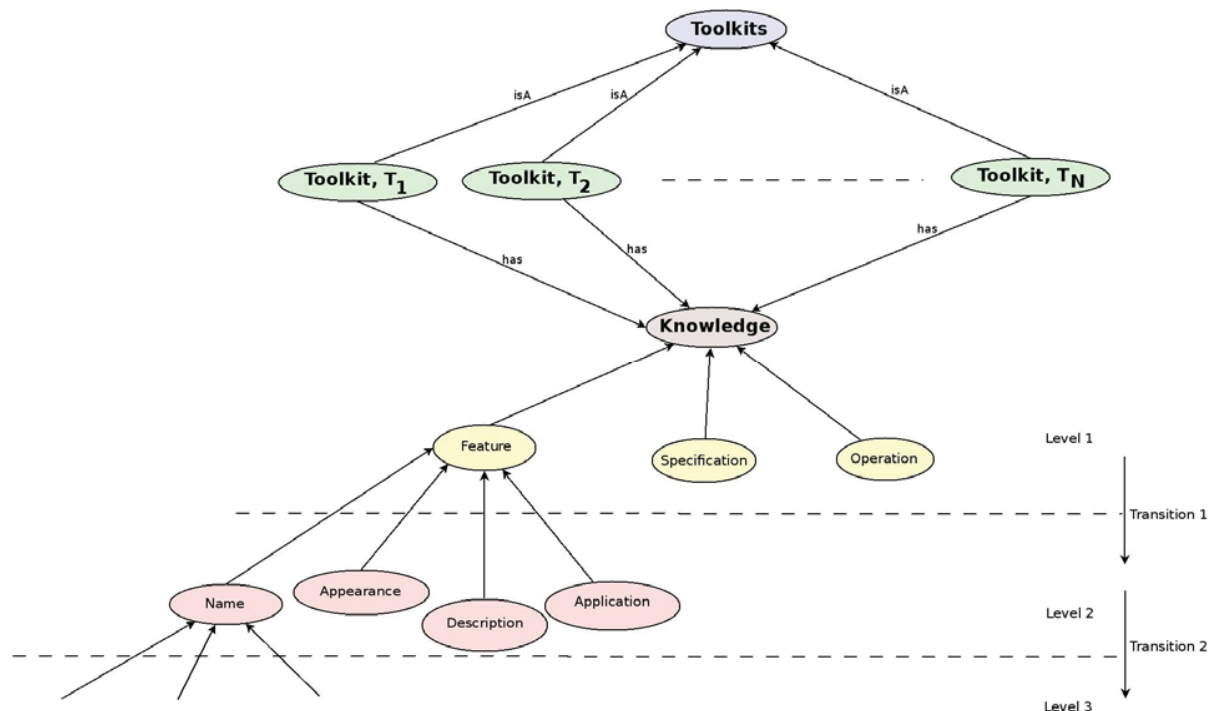 Toolkits
isA
isA
isA
Toolkit, T1
Toolkit, T2
Toolkit, TN
has
has
has
Knowledge
Feature
Specification
Operation
Level 1
Transition 1
Name
Appearance
Description
Application
Level 2
Transition 2
Level 3